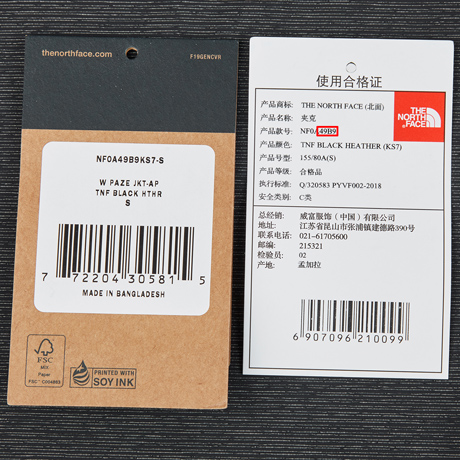 thenorthface.com
F19GENCVR
NF0A49B9KS7-S
W PAZE JKT-AP
TNF BLACK HTHR
S
7 72204 30581 5
MADE IN BANGLADESH
FSC
MIX
Paper
FSC™ C004853
PRINTED WITH
SOY INK
使用合格证
产品商标: THE NORTH FACE (北面)
产品名称: 夹克
产品款号: NF0A49B9
产品颜色: TNF BLACK HEATHER (KS7)
产品号型: 155/80A(S)
产品等级: 合格品
执行标准: Q/320583 PYVF002-2018
安全类别: C类
THE
NORTH
FACE
总经销: 威富服饰（中国）有限公司
地址: 江苏省昆山市张浦镇建德路390号
联系电话: 021-61705600
邮编: 215321
检验员: 02
产地: 孟加拉
6 907096 210099